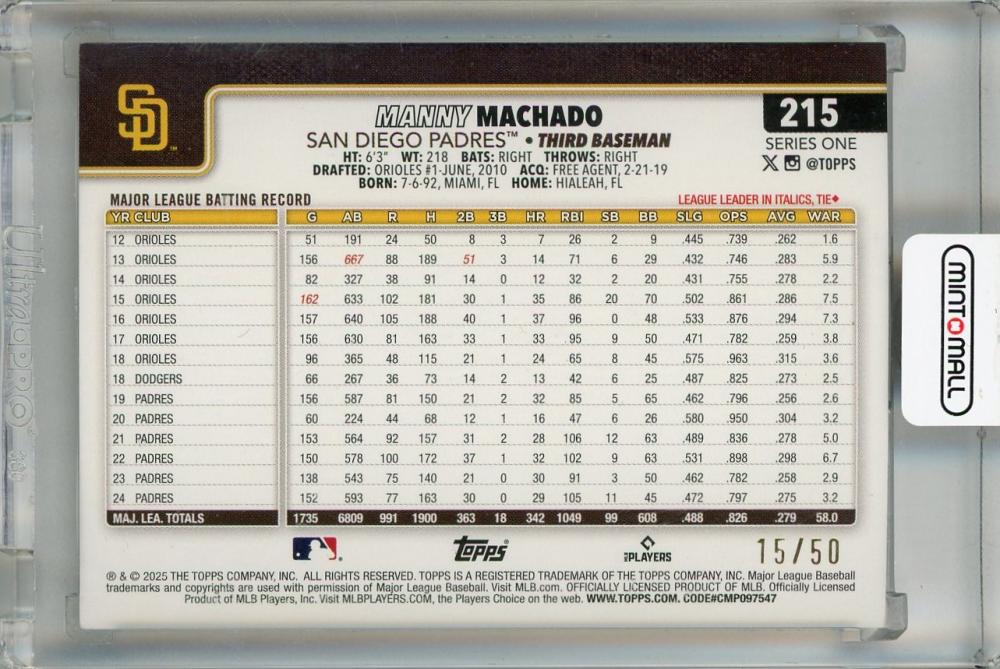 SD
MANNY MACHADO
215
SAN DIEGO PADRES™ • THIRD BASEMAN
SERIES ONE
HT: 6'3" WT: 218 BATS: RIGHT THROWS: RIGHT
@TOPPS
DRAFTED: ORIOLES #1-JUNE, 2010 ACQ: FREE AGENT, 2-21-19
BORN: 7-6-92, MIAMI, FL HOME: HIALEAH, FL
MAJOR LEAGUE BATTING RECORD LEAGUE LEADER IN ITALICS, TIE◆
YR CLUB G AB R H 2B 3B HR RBI SB BB SLG OPS AVG WAR
12 ORIOLES 51 191 24 50 8 3 7 26 2 9 .445 .739 .262 1.6
13 ORIOLES 156 667 88 189 51 3 14 71 6 29 .432 .746 .283 5.9
14 ORIOLES 82 327 38 91 14 0 12 32 2 20 .431 .755 .278 2.2
15 ORIOLES 162 633 102 181 30 1 35 86 20 70 .502 .861 .286 7.5
16 ORIOLES 157 640 105 188 40 1 37 96 0 48 .533 .876 .294 7.3
17 ORIOLES 156 630 81 163 33 1 33 95 9 50 .471 .782 .259 3.8
18 ORIOLES 96 365 48 115 21 1 24 65 8 45 .575 .963 .315 3.6
18 DODGERS 66 267 36 73 14 2 13 42 6 25 .487 .825 .273 2.5
19 PADRES 156 587 81 150 21 2 32 85 5 65 .462 .796 .256 2.6
20 PADRES 60 224 44 68 12 1 16 47 6 26 .580 .950 .304 3.2
21 PADRES 153 564 92 157 31 2 28 106 12 63 .489 .836 .278 5.0
22 PADRES 150 578 100 172 37 1 32 102 9 63 .531 .898 .298 6.7
23 PADRES 138 543 75 140 21 0 30 91 3 50 .462 .782 .258 2.9
24 PADRES 152 593 77 163 30 0 29 105 11 45 .472 .797 .275 3.2
MAJ. LEA. TOTALS 1735 6809 991 1900 363 18 342 1049 99 608 .488 .826 .279 58.0
topps®
PLAYERS
15/50
® & © 2025 THE TOPPS COMPANY, INC. ALL RIGHTS RESERVED. TOPPS IS A REGISTERED TRADEMARK OF THE TOPPS COMPANY, INC. Major League Baseball
trademarks and copyrights are used with permission of Major League Baseball. Visit MLB.com. OFFICIALLY LICENSED PRODUCT OF MLB. Officially Licensed
Product of MLB Players, Inc. Visit MLBPLAYERS.COM, the Players Choice on the web. WWW.TOPPS.COM. CODE#CMP097547
MINTOMALL
Ultra PRO®